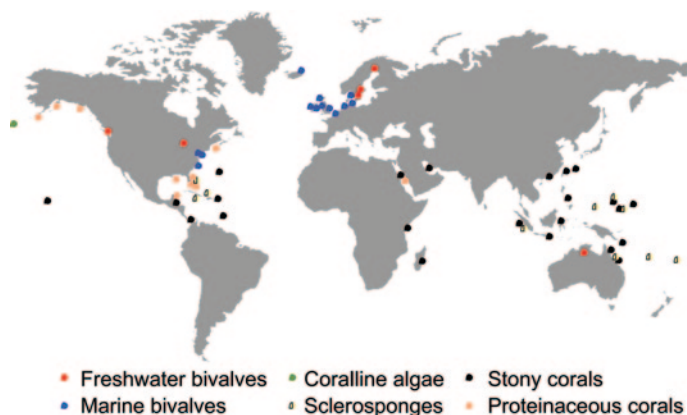 Freshwater bivalves Coralline algae Stony corals
Marine bivalves Sclerosponges Proteinaceous corals